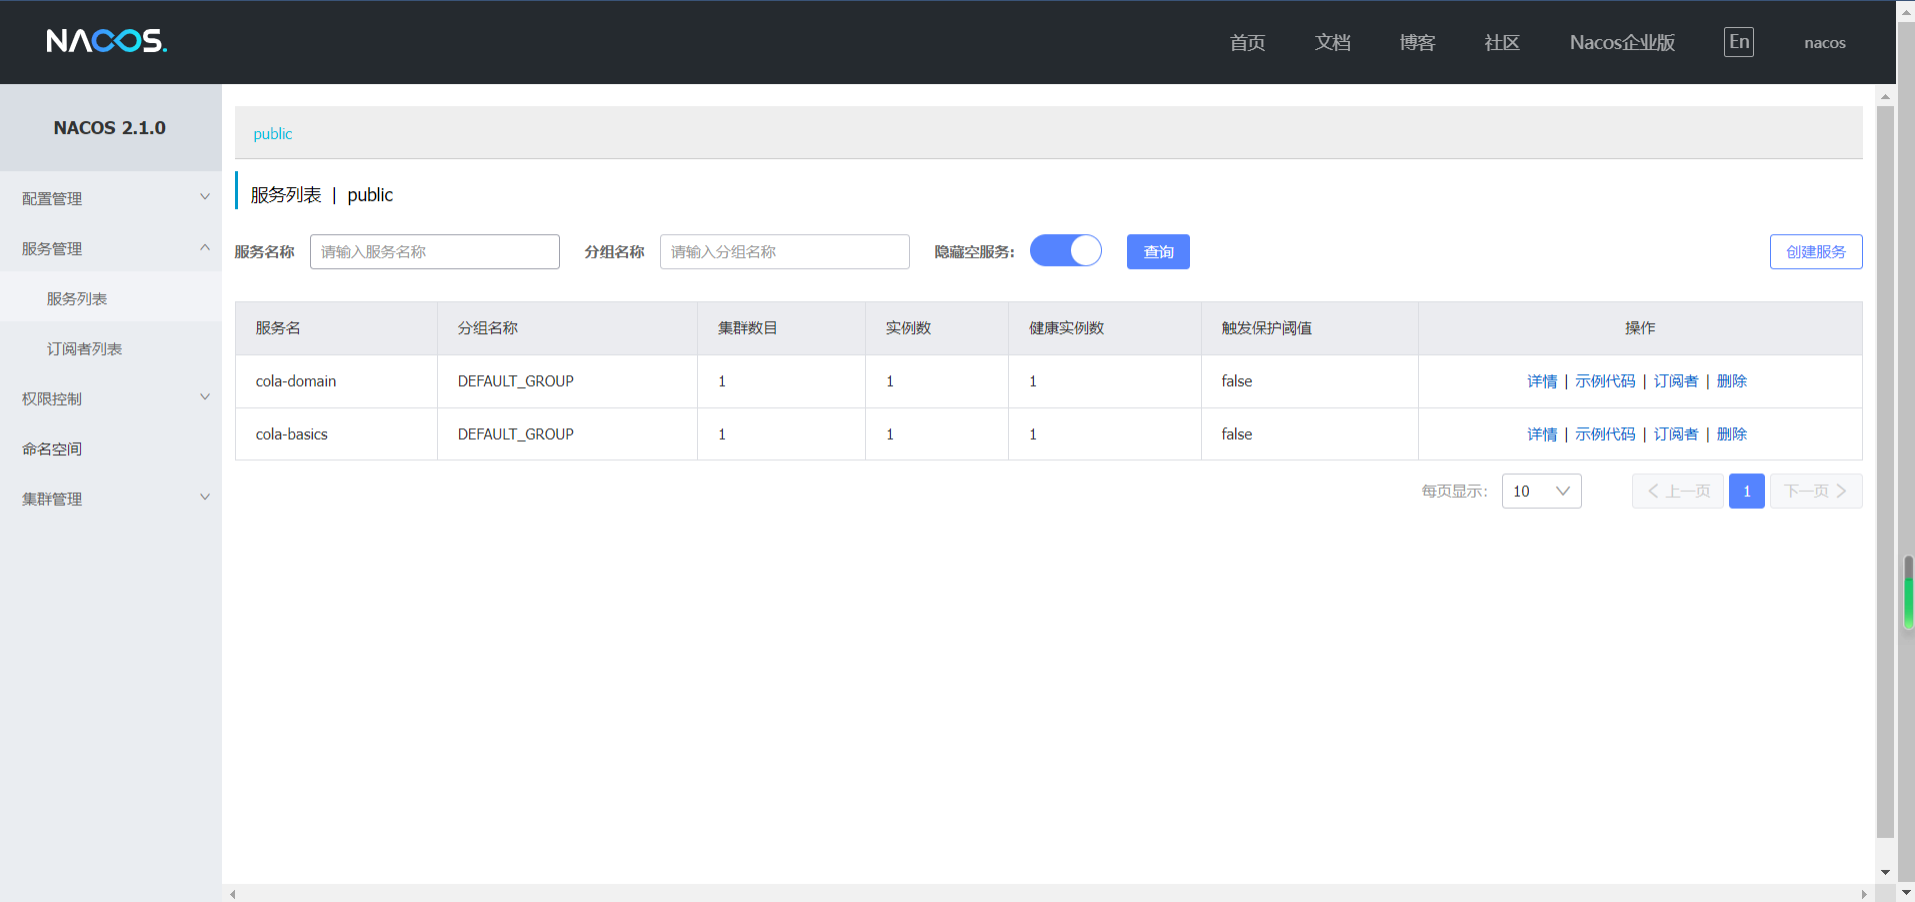 NACOS. 首页 文档 博客 社区 Nacos企业版 En nacos
NACOS 2.1.0
配置管理
服务管理
服务列表
订阅者列表
权限控制
命名空间
集群管理
public
服务列表 | public
服务名称 请输入服务名称 分组名称 请输入分组名称 隐藏空服务: 查询 创建服务
服务名 分组名称 集群数目 实例数 健康实例数 触发保护阈值 操作
cola-domain DEFAULT_GROUP 1 1 1 false 详情 | 示例代码 | 订阅者 | 删除
cola-basics DEFAULT_GROUP 1 1 1 false 详情 | 示例代码 | 订阅者 | 删除
每页显示: 10 上一页 1 下一页